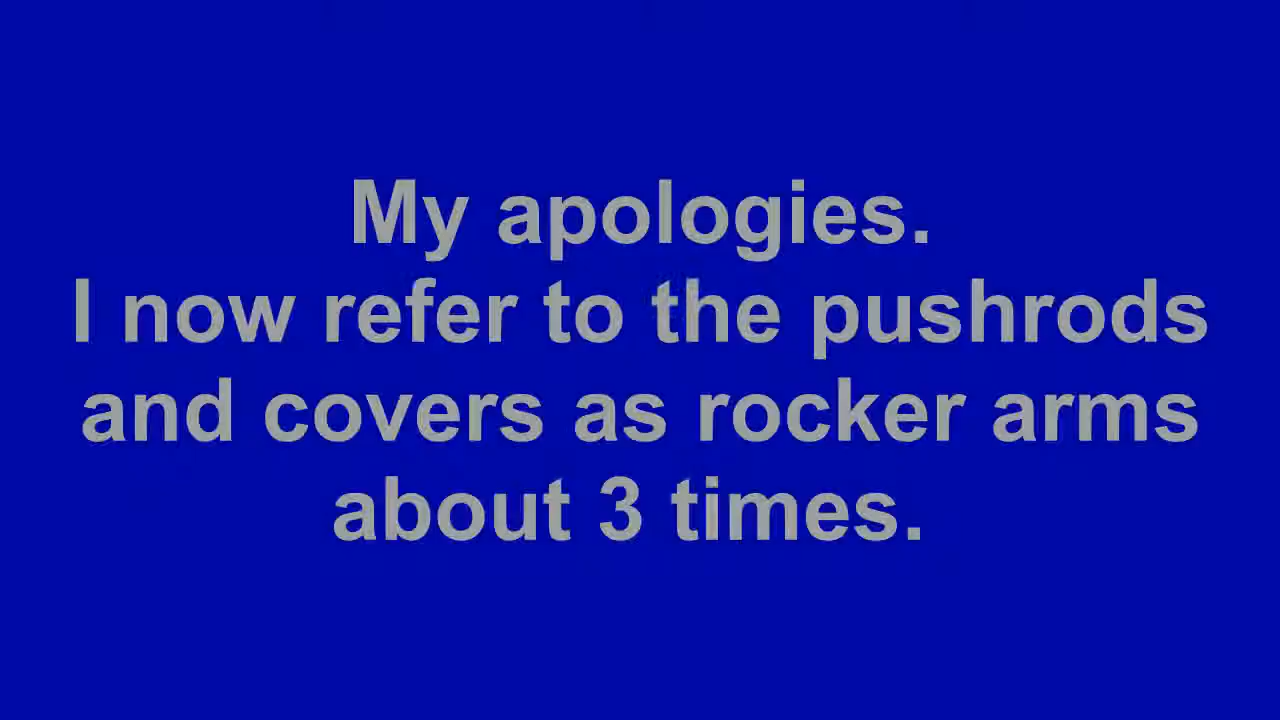 My apologies.
I now refer to the pushrods
and covers as rocker arms
about 3 times.